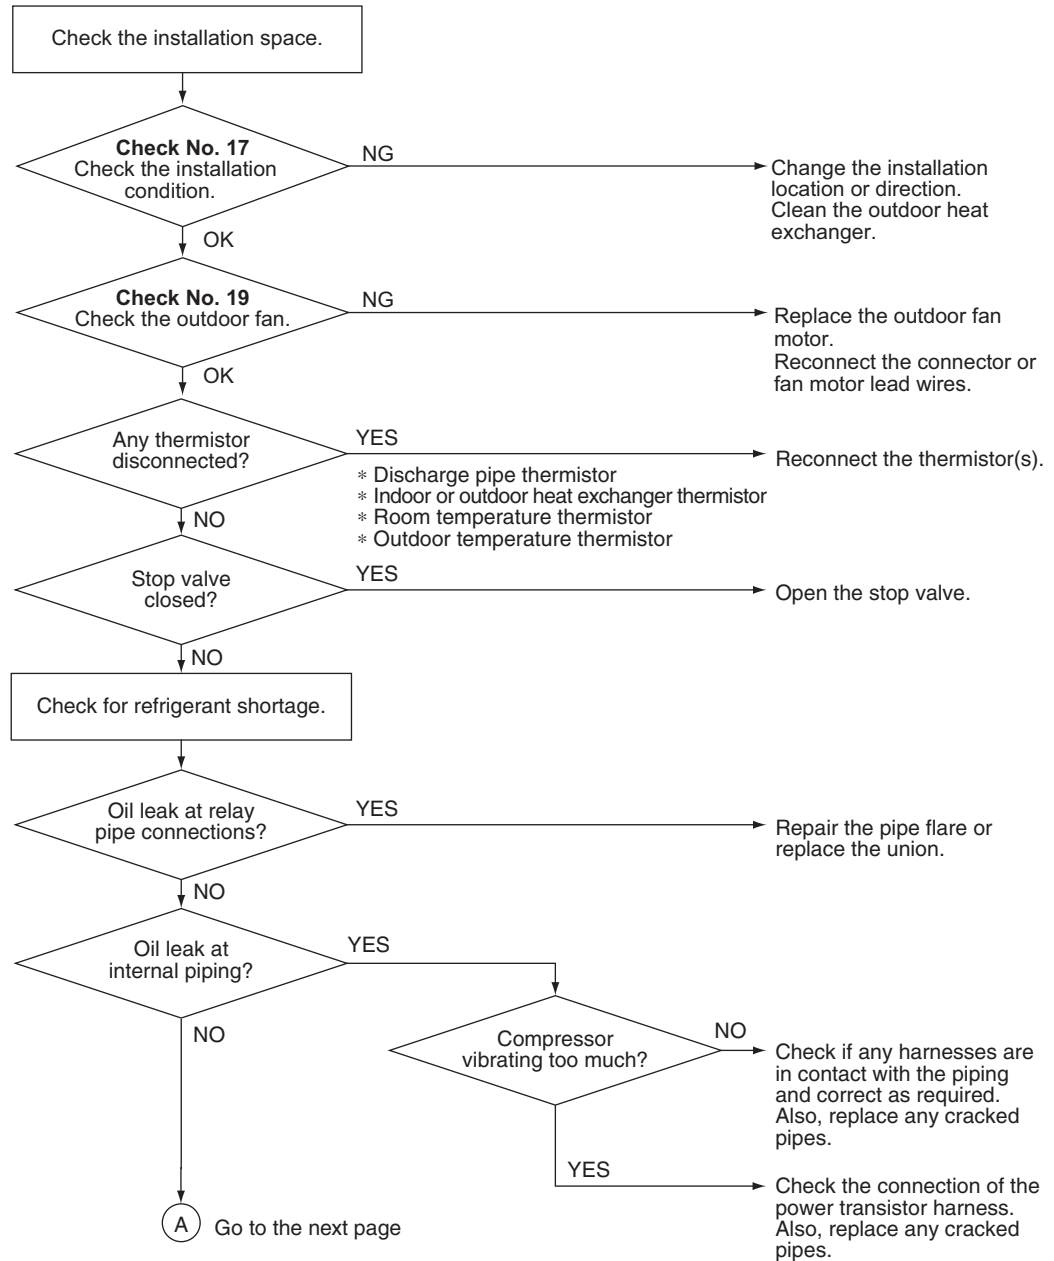 Check the installation space.
Check No. 17
Check the installation
condition.
NG
Change the installation
location or direction.
Clean the outdoor heat
exchanger.
OK
Check No. 19
Check the outdoor fan.
NG
Replace the outdoor fan
motor.
Reconnect the connector or
fan motor lead wires.
OK
Any thermistor
disconnected?
YES
Reconnect the thermistor(s).
* Discharge pipe thermistor
* Indoor or outdoor heat exchanger thermistor
* Room temperature thermistor
* Outdoor temperature thermistor
NO
Stop valve
closed?
YES
Open the stop valve.
NO
Check for refrigerant shortage.
Oil leak at relay
pipe connections?
YES
Repair the pipe flare or
replace the union.
NO
Oil leak at
internal piping?
YES
NO
Compressor
vibrating too much?
NO
Check if any harnesses are
in contact with the piping
and correct as required.
Also, replace any cracked
pipes.
YES
Check the connection of the
power transistor harness.
Also, replace any cracked
pipes.
A
Go to the next page